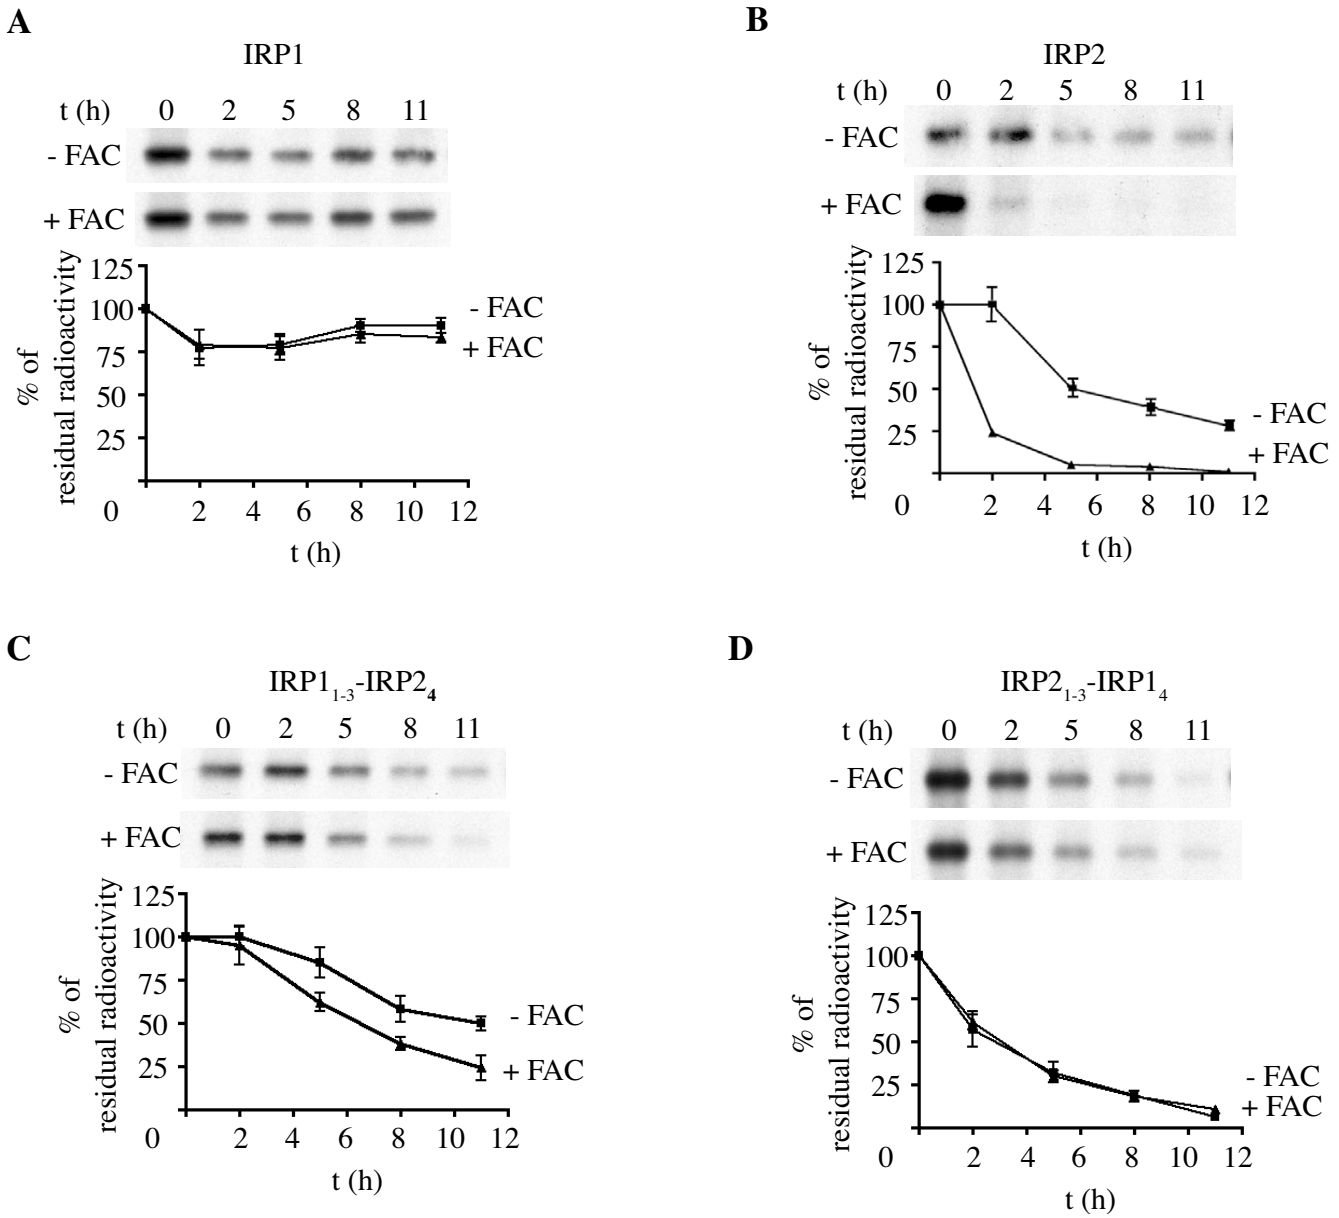 A
IRP1
t (h) 0 2 5 8 11
- FAC
+ FAC
125
100
75
50
25
% of
residual radioactivity
- FAC
+ FAC
0 2 4 6 8 10 12
t (h)
B
IRP2
t (h) 0 2 5 8 11
- FAC
+ FAC
125
100
75
50
25
% of
residual radioactivity
- FAC
+ FAC
0 2 4 6 8 10 12
t (h)
C
IRP1₁₋₃-IRP2₄
t (h) 0 2 5 8 11
- FAC
+ FAC
125
100
75
50
25
% of
residual radioactivity
- FAC
+ FAC
0 2 4 6 8 10 12
t (h)
D
IRP2₁₋₃-IRP1₄
t (h) 0 2 5 8 11
- FAC
+ FAC
125
100
75
50
25
% of
residual radioactivity
- FAC
+ FAC
0 2 4 6 8 10 12
t (h)